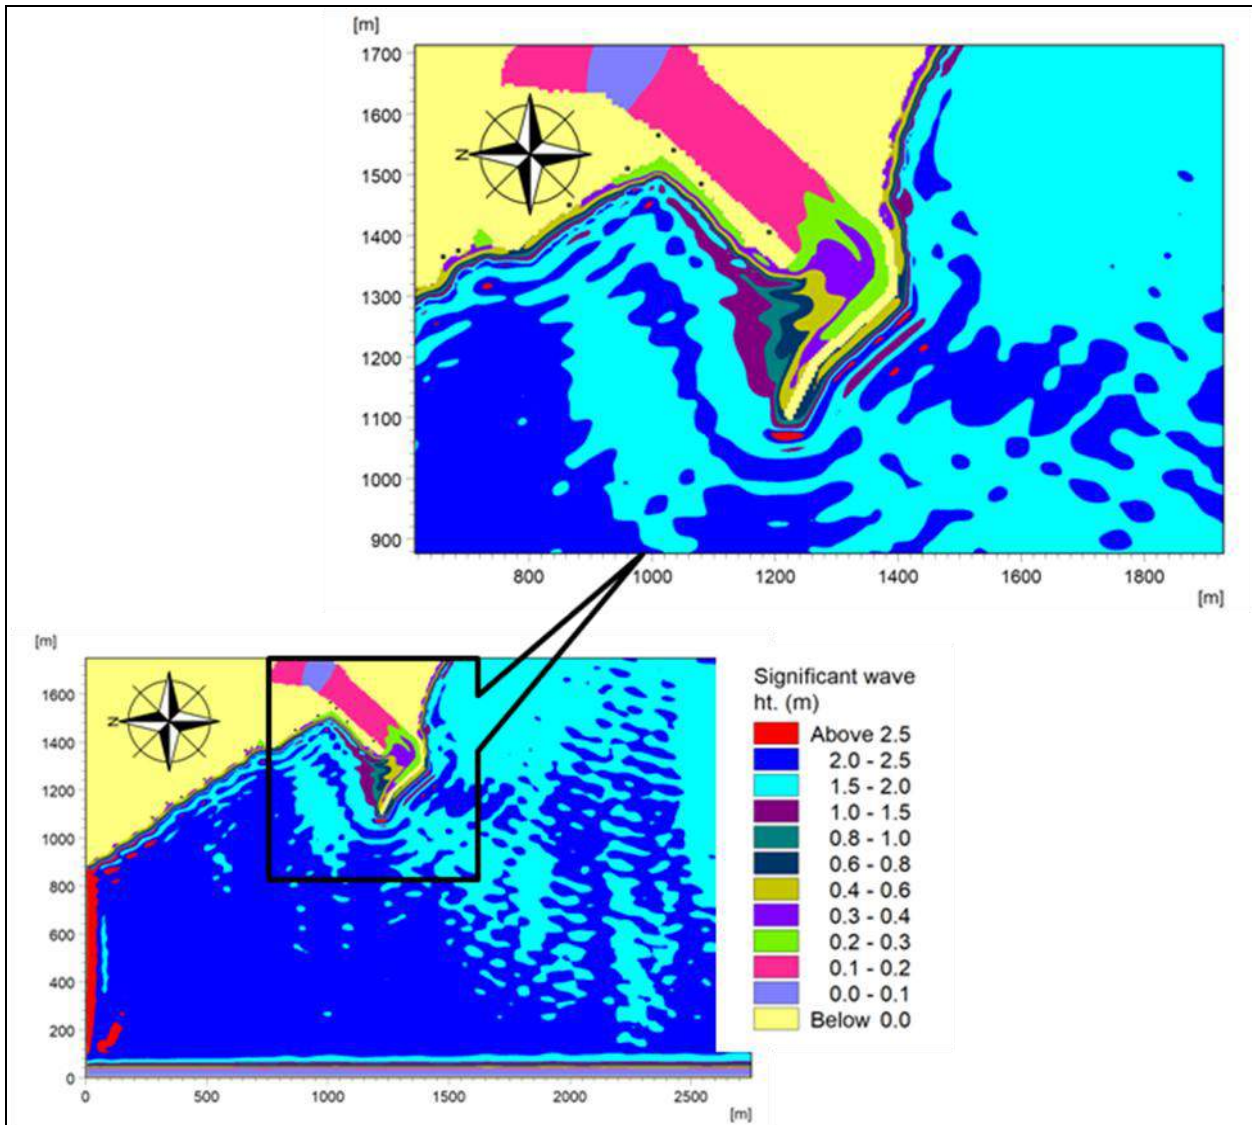 [m]
1700
1600
1500
1400
1300
1200
1100
1000
900
N
800 1000 1200 1400 1600 1800
[m]
[m]
1600
1400
1200
1000
800
600
400
200
0
N
0 500 1000 1500 2000 2500
[m]
Significant wave
ht. (m)
Above 2.5
2.0 - 2.5
1.5 - 2.0
1.0 - 1.5
0.8 - 1.0
0.6 - 0.8
0.4 - 0.6
0.3 - 0.4
0.2 - 0.3
0.1 - 0.2
0.0 - 0.1
Below 0.0